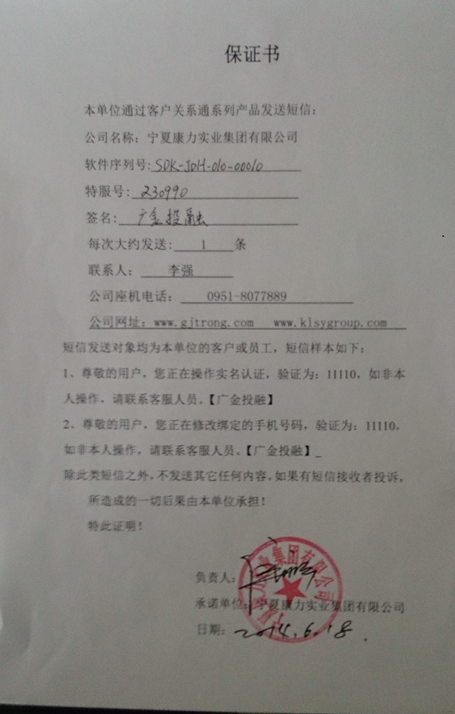 保证书
本单位通过客户关系通系列产品发送短信：
公司名称：宁夏康力实业集团有限公司
软件序列号：SDK-JDH-010-00010
特服号：230990
签名：广金投融
每次大约发送： 1 条
联系人： 李强
公司座机电话： 0951-8077889
公司网址：www.gjtrong.com www.klsygroup.com
短信发送对象均为本单位的客户或员工，短信样本如下：
1、尊敬的用户，您正在操作实名认证，验证为：11110，如非本
人操作，请联系客服人员。【广金投融】
2、尊敬的用户，您正在修改绑定的手机号码，验证为：11110，
如非本人操作，请联系客服人员。【广金投融】
除此类短信之外，不发送其它任何内容。如果有短信接收者投诉，
所造成的一切后果由本单位承担！
特此证明！
负责人：
承诺单位：宁夏康力实业集团有限公司
日期：2014.6.18.